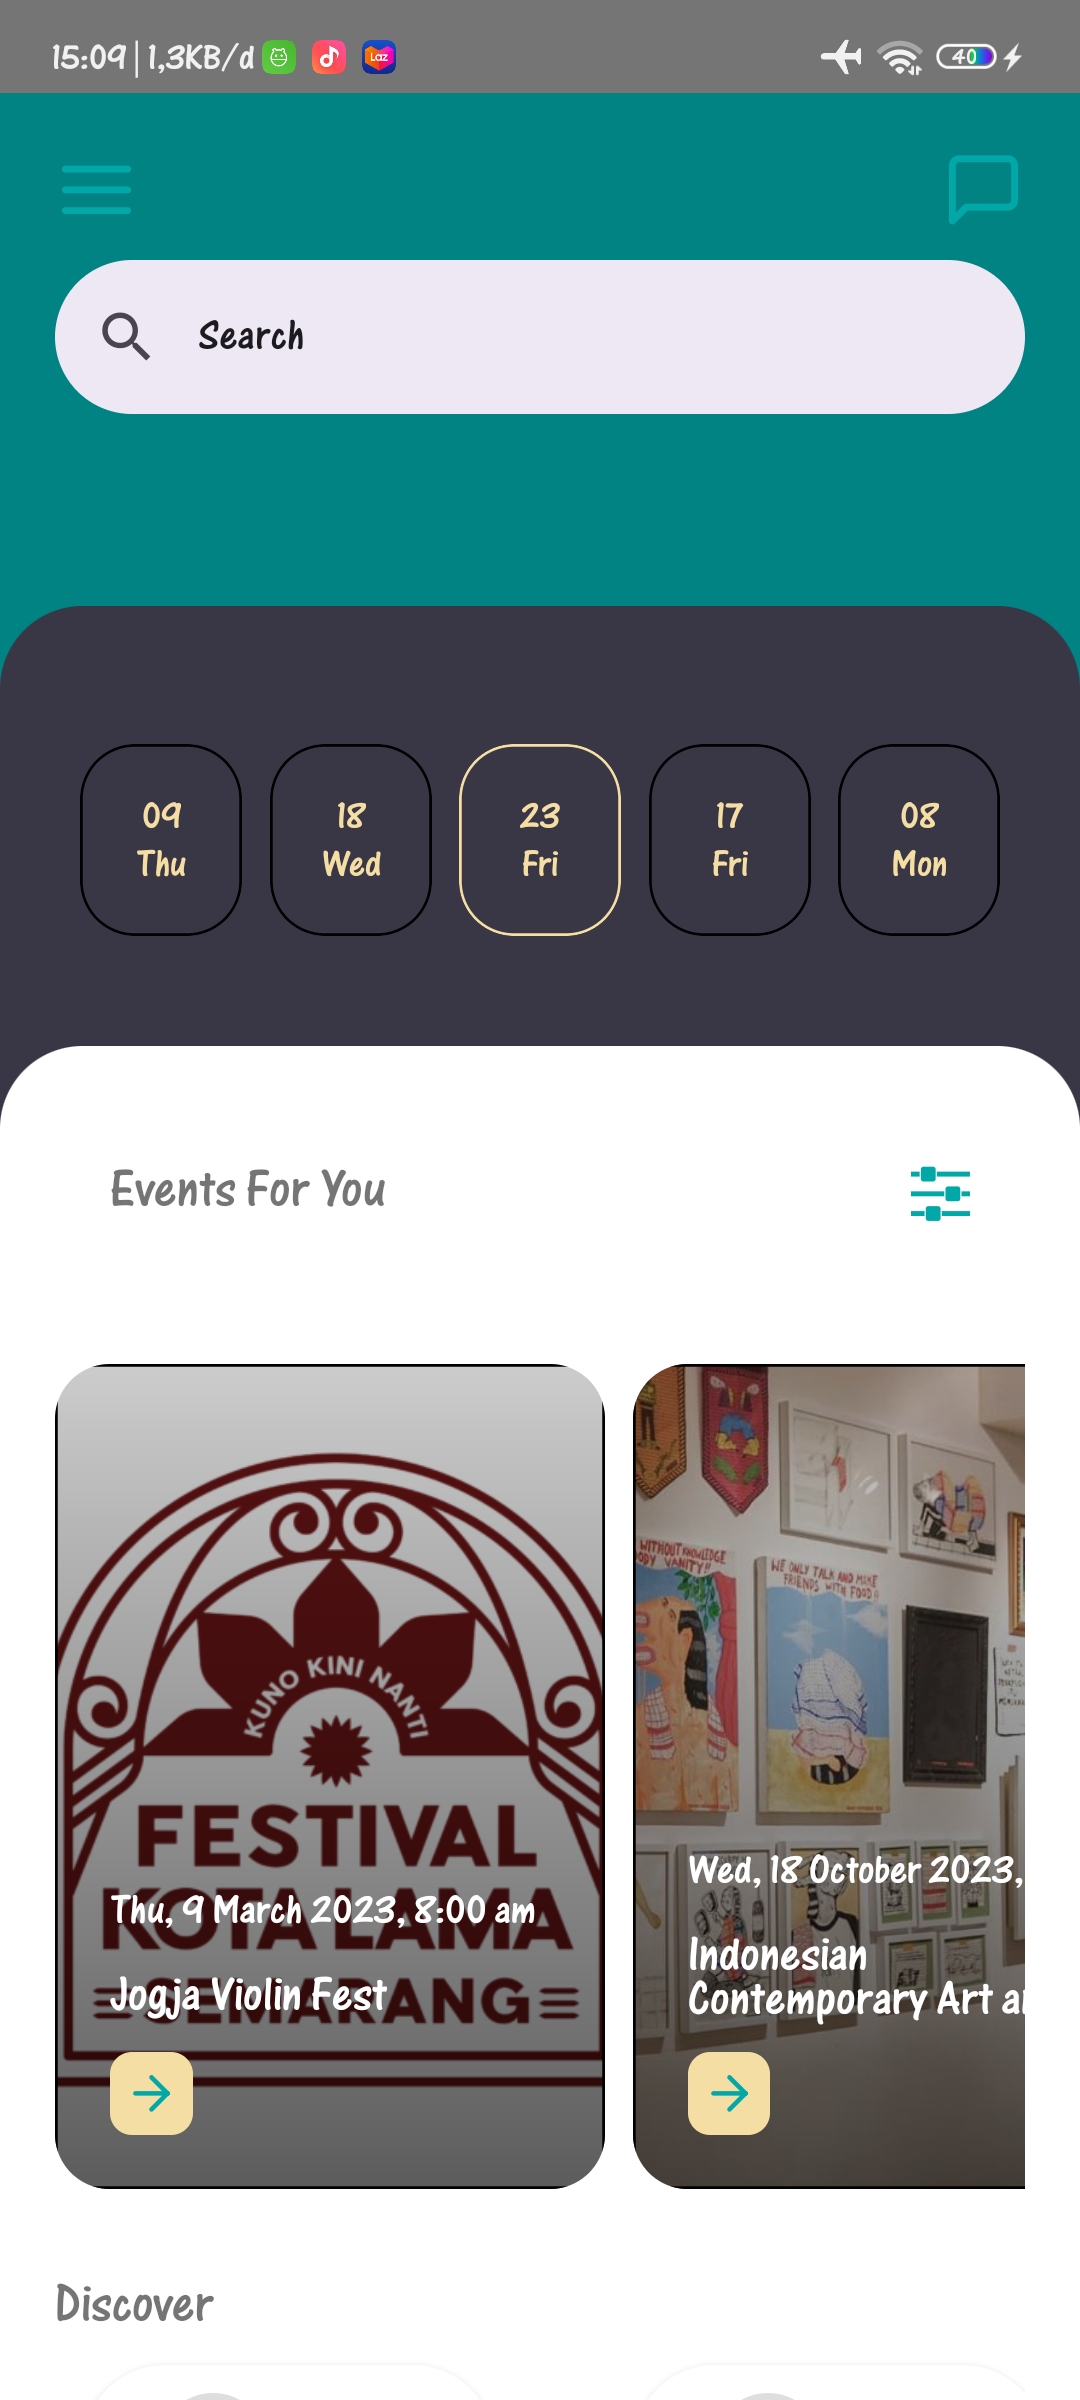 15:09 | 1,3KB/d
Laz
40
Search
09
Thu
18
Wed
23
Fri
17
Fri
08
Mon
Events For You
KUNO KINI NANTI
FESTIVAL
KOTA LAMA
SEMARANG
Thu, 9 March 2023, 8:00 am
Jogja Violin Fest
WITHOUT KNOWLEDGE
ODY VANITY!!
WE ONLY TALK AND MAKE
FRIENDS WITH FOOD
Wed, 18 October 2023,
Indonesian
Contemporary Art a
Discover